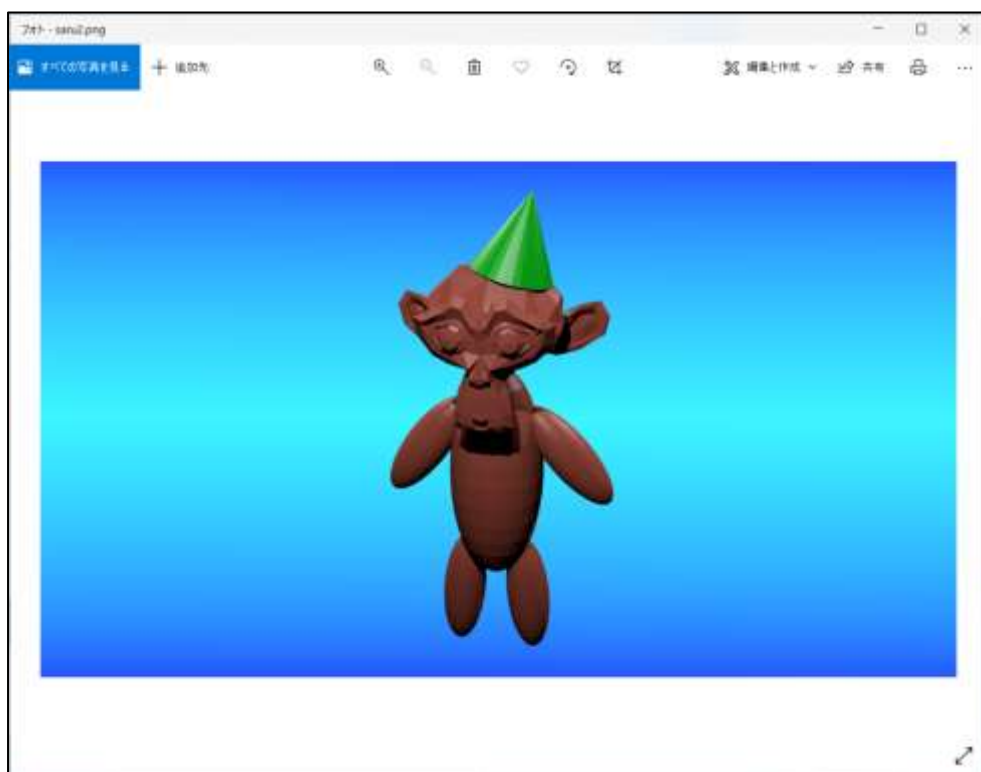 フォト - saru2.png
すべての写真を見る
追加先
編集と作成
共有